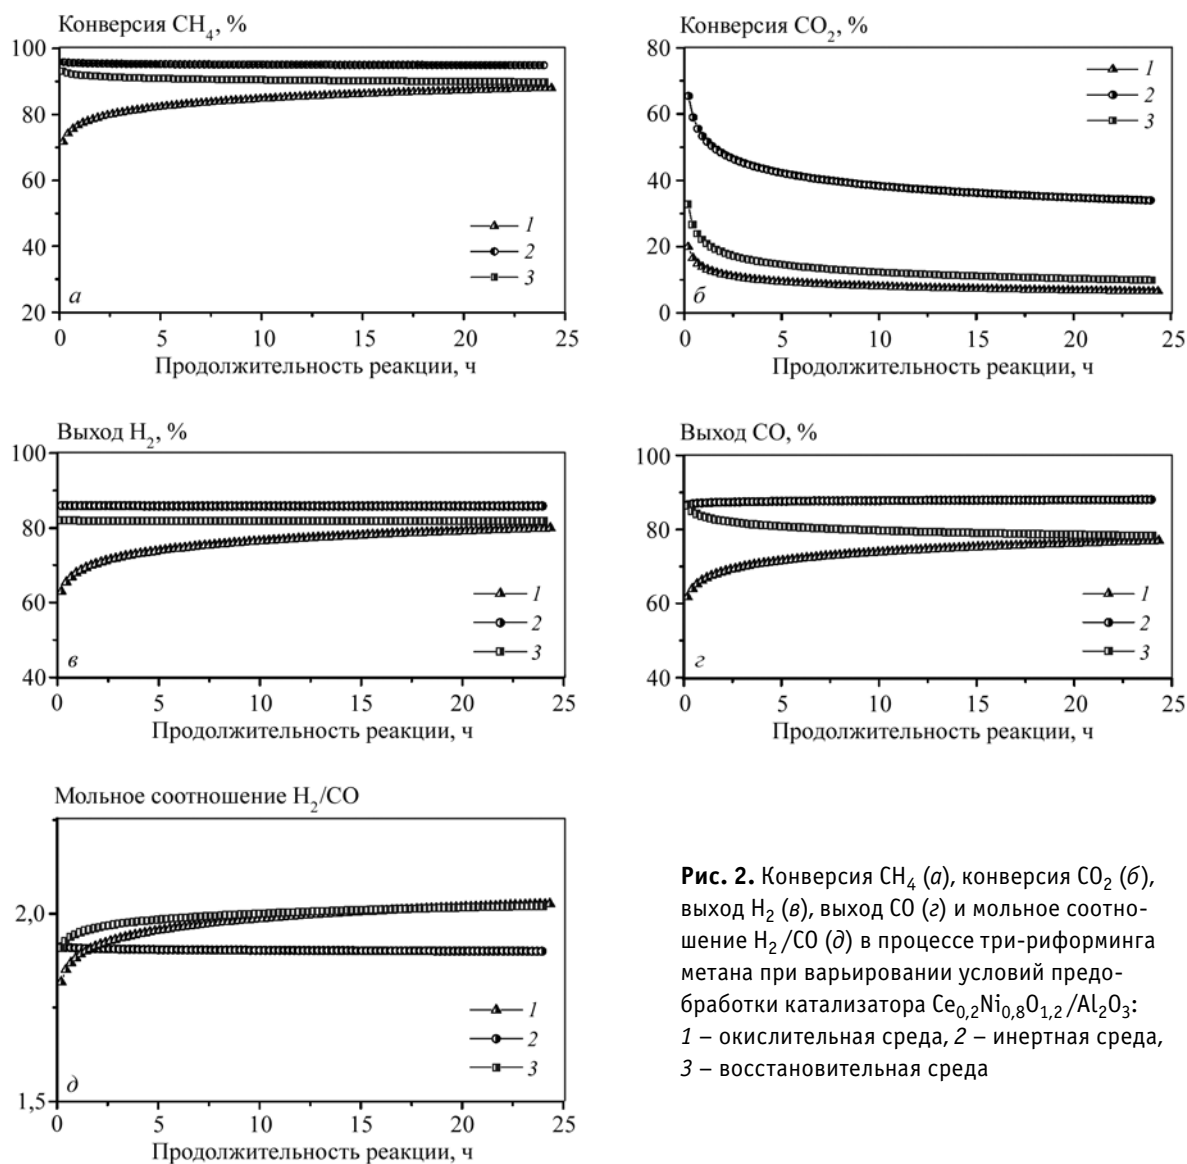 Конверсия CH₄, %
100
80
60
40
20
0
5
10
15
20
25
а
1
2
3
Продолжительность реакции, ч
Конверсия CO₂, %
80
60
40
20
0
0
5
10
15
20
25
б
1
2
3
Продолжительность реакции, ч
Выход H₂, %
100
80
60
40
0
5
10
15
20
25
в
1
2
3
Продолжительность реакции, ч
Выход CO, %
100
80
60
40
0
5
10
15
20
25
г
1
2
3
Продолжительность реакции, ч
Мольное соотношение H₂/CO
2,0
1,5
0
5
10
15
20
25
д
1
2
3
Продолжительность реакции, ч
Рис. 2. Конверсия CH₄ (а), конверсия CO₂ (б),
выход H₂ (в), выход CO (г) и мольное соотно-
шение H₂/CO (д) в процессе три-риформинга
метана при варьировании условий предо-
бработки катализатора Ce₀,₂Ni₀,₈O₁,₂/Al₂O₃:
1 – окислительная среда, 2 – инертная среда,
3 – восстановительная среда